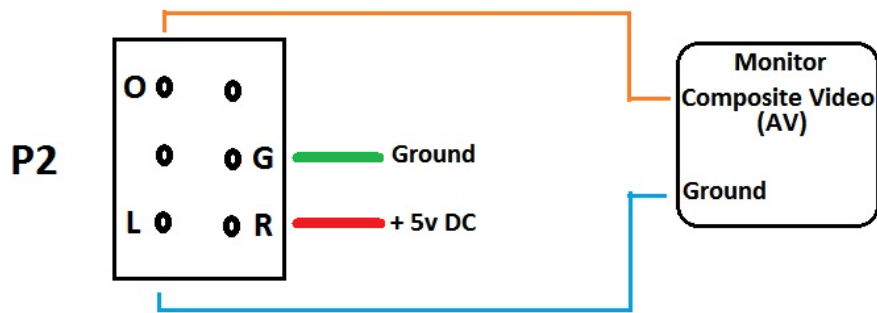 Monitor
Composite Video
(AV)
Ground
P2
O
G
L
R
Ground
+ 5v DC